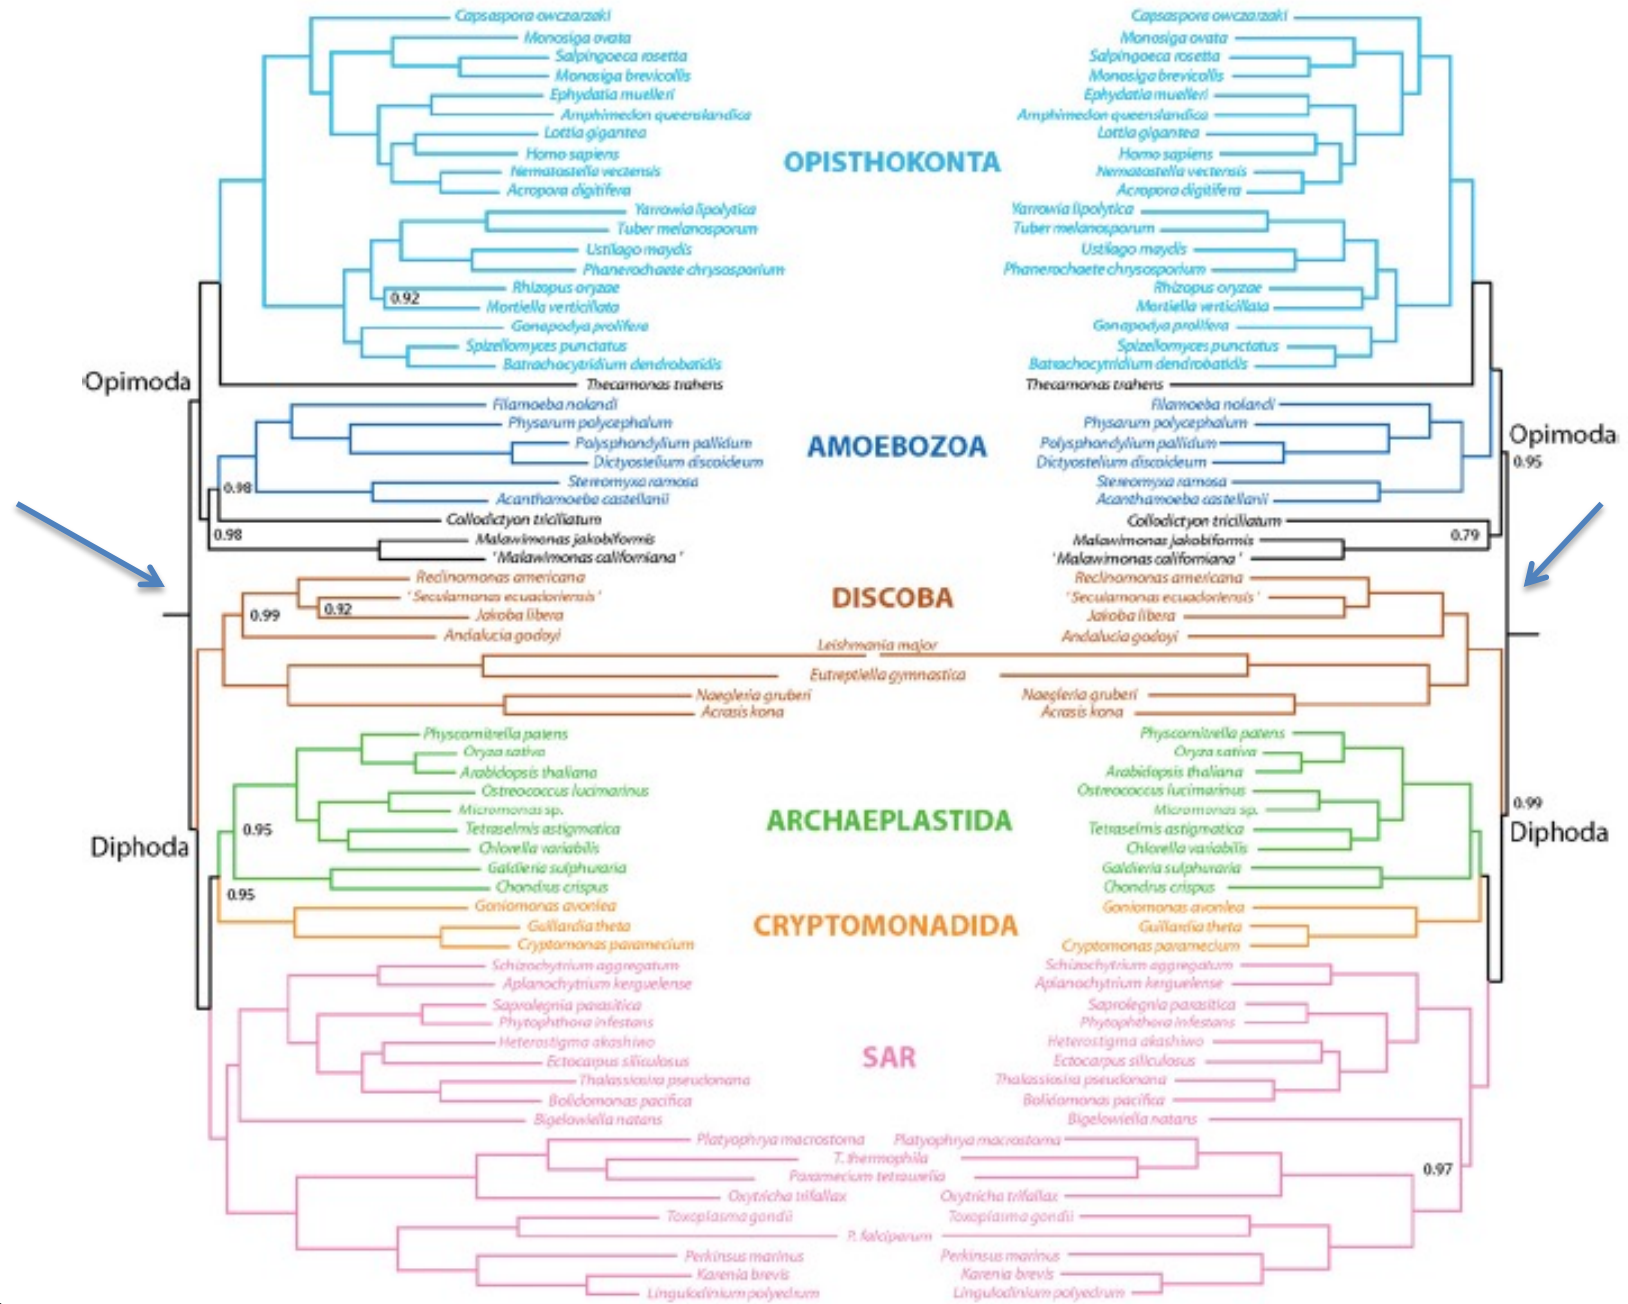 Capsaspora owczarzaki Capsaspora owczarzaki
Monosiga ovata Monosiga ovata
Salpingoeca rosetta Salpingoeca rosetta
Monosiga brevicollis Monosiga brevicollis
Ephydatia muelleri Ephydatia muelleri
Amphimedon queenslandica Amphimedon queenslandica
Lottia gigantea Lottia gigantea
Homo sapiens Homo sapiens
OPISTHOKONTA
Nematostella vectensis Nematostella vectensis
Acropora digitifera Acropora digitifera
Yarrowia lipolytica Yarrowia lipolytica
Tuber melanosporum Tuber melanosporum
Ustilago maydis Ustilago maydis
Phanerochaete chrysosporium Phanerochaete chrysosporium
Rhizopus oryzae Rhizopus oryzae
0.92
Mortiella verticillata Mortiella verticillata
Gonapodya prolifera Gonapodya prolifera
Spizellomyces punctatus Spizellomyces punctatus
Batrachocytridium dendrobatidis Batrachocytridium dendrobatidis
Opimoda
Thecamonas trahens Thecamonas trahens
Filamoeba nolandi Filamoeba nolandi
Physarum polycephalum Physarum polycephalum
Opimoda
Polysphondylium pallidum AMOEBOZOA Polysphondylium pallidum
Dictyostelium discoideum Dictyostelium discoideum 0.95
Stereomyxa ramosa Stereomyxa ramosa
0.98
Acanthamoeba castellanii Acanthamoeba castellanii
Collodictyon triciliatum Collodictyon triciliatum
0.98 0.79
Malawimonas jakobiformis Malawimonas jakobiformis
'Malawimonas californiana' 'Malawimonas californiana'
Reclinomonas americana Reclinomonas americana
'Seculamonas ecuadoriensis' DISCOBA 'Seculamonas ecuadoriensis'
0.99 0.92
Jakoba libera Jakoba libera
Andalucia godoyi Andalucia godoyi
Leishmania major
Eutreptiella gymnastica
Naegleria gruberi Naegleria gruberi
Acrasis kona Acrasis kona
Physcomitrella patens Physcomitrella patens
Oryza sativa Oryza sativa
Arabidopsis thaliana Arabidopsis thaliana
Ostreococcus lucimarinus Ostreococcus lucimarinus
Micromonas sp. Micromonas sp. 0.99
ARCHAEPLASTIDA
0.95 Tetraselmis astigmatica Tetraselmis astigmatica Diphoda
Diphoda Chlorella variabilis Chlorella variabilis
Galdieria sulphuraria Galdieria sulphuraria
Chondrus crispus Chondrus crispus
0.95
Goniomonas avonlea Goniomonas avonlea
Guillardia theta CRYPTOMONADIDA Guillardia theta
Cryptomonas paramecium Cryptomonas paramecium
Schizochytrium aggregatum Schizochytrium aggregatum
Aplanochytrium kerguelense Aplanochytrium kerguelense
Saprolegnia parasitica Saprolegnia parasitica
Phytophthora infestans Phytophthora infestans
Heterostigma akashiwo Heterostigma akashiwo
Ectocarpus siliculosus SAR Ectocarpus siliculosus
Thalassiosira pseudonana Thalassiosira pseudonana
Bolidomonas pacifica Bolidomonas pacifica
Bigelowiella natans Bigelowiella natans
Platyophrya macrostoma Platyophrya macrostoma
T. thermophila
0.97
Paramecium tetraurelia
Oxytricha trifallax Oxytricha trifallax
Toxoplasma gondii Toxoplasma gondii
P. falciparum
Perkinsus marinus Perkinsus marinus
Karenia brevis Karenia brevis
Lingulodinium polyedrum Lingulodinium polyedrum